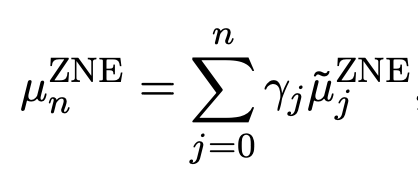 μ_n^{ZNE} = \sum_{j=0}^{n} γ_j \tilde{μ}_j^{ZNE},